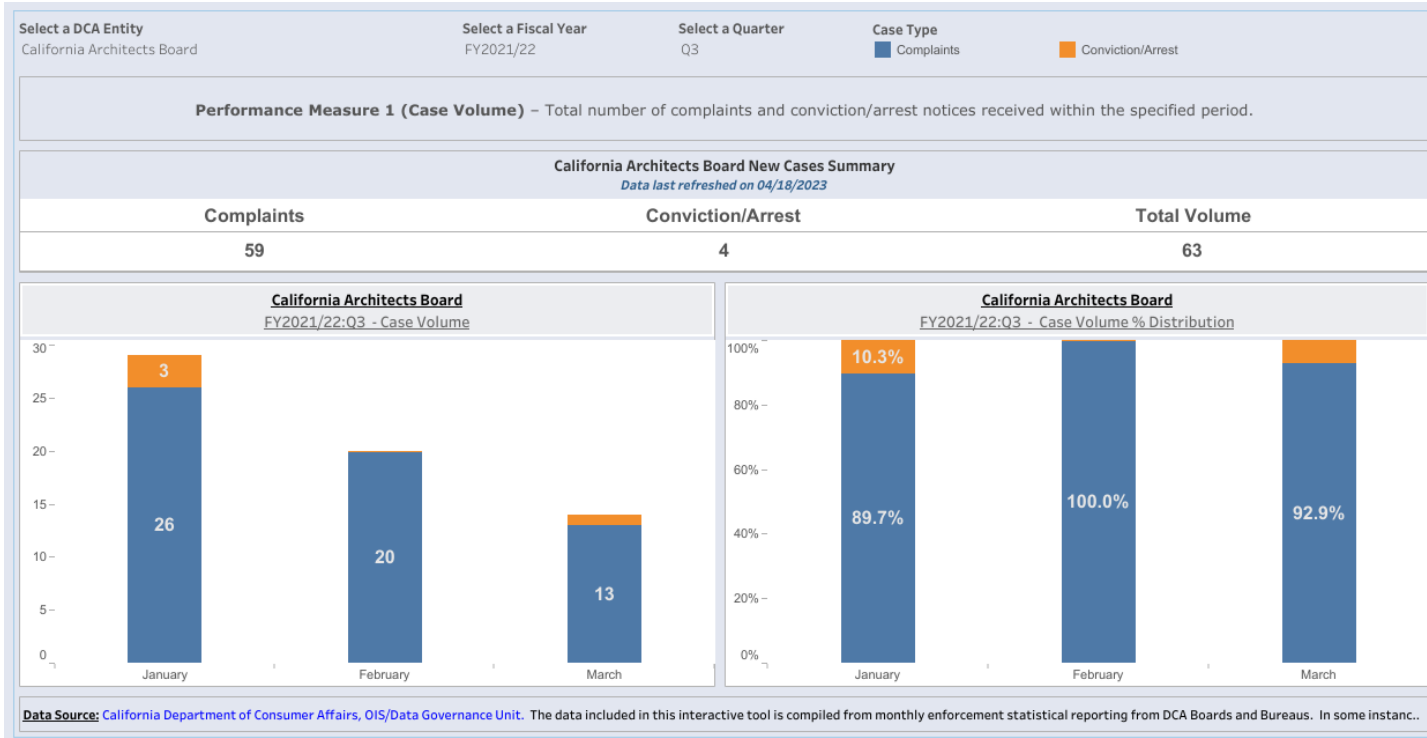 Select a DCA Entity Select a Fiscal Year Select a Quarter Case Type
California Architects Board FY2021/22 Q3 Complaints Conviction/Arrest
Performance Measure 1 (Case Volume) – Total number of complaints and conviction/arrest notices received within the specified period.
California Architects Board New Cases Summary
Data last refreshed on 04/18/2023
Complaints Conviction/Arrest Total Volume
59 4 63
California Architects Board
FY2021/22:Q3 - Case Volume
30
25
20
15
10
5
0
3
26
20
13
January February March
California Architects Board
FY2021/22:Q3 - Case Volume % Distribution
100%
80%
60%
40%
20%
0%
10.3%
89.7%
100.0%
92.9%
January February March
Data Source: California Department of Consumer Affairs, OIS/Data Governance Unit. The data included in this interactive tool is compiled from monthly enforcement statistical reporting from DCA Boards and Bureaus. In some instanc..